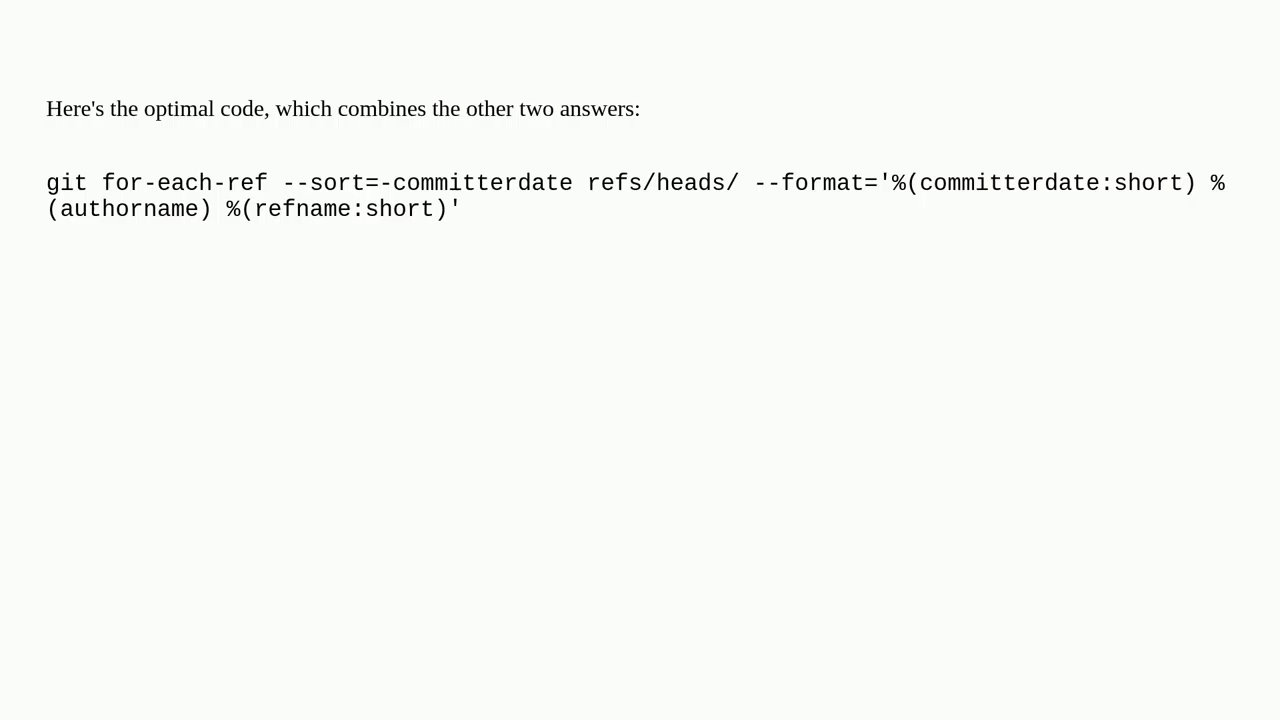 Here's the optimal code, which combines the other two answers:
git for-each-ref --sort=-committerdate refs/heads/ --format='%(committerdate:short) %
(authorname) %(refname:short)'